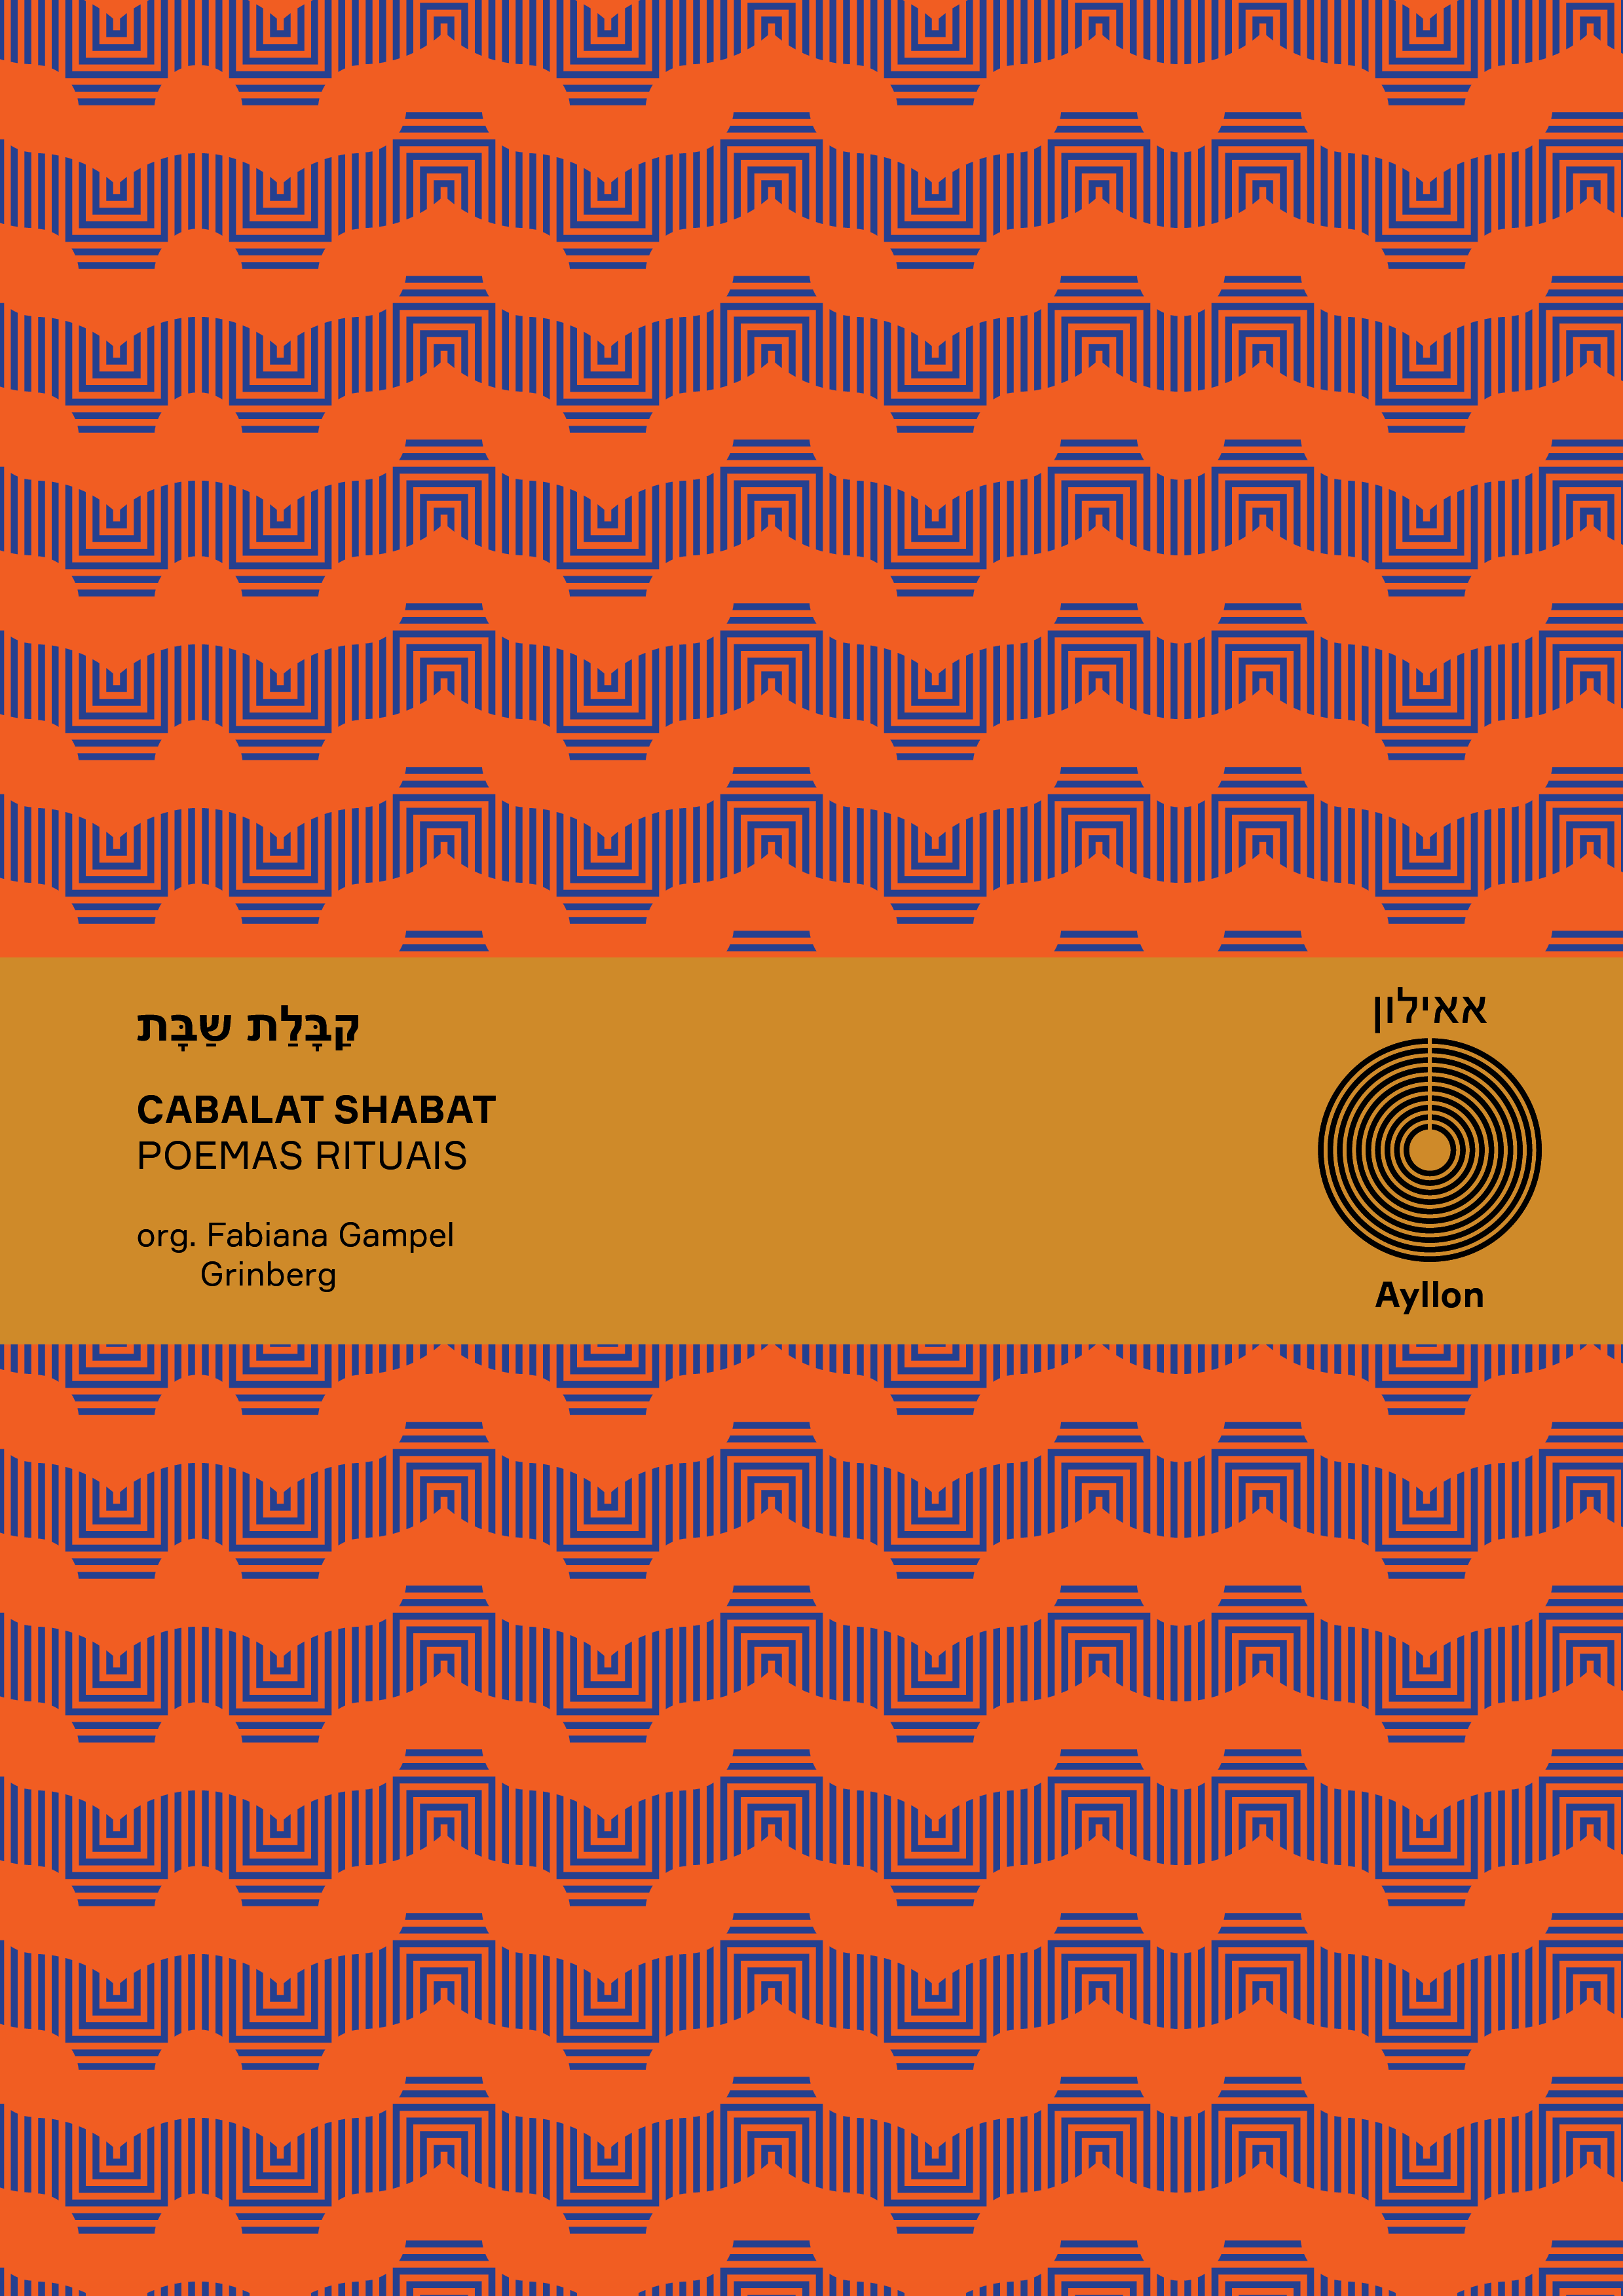 קַבָּלַת שַבָּת
CABALAT SHABAT
POEMAS RITUAIS
org. Fabiana Gampel
Grinberg
אאילון
Ayllon